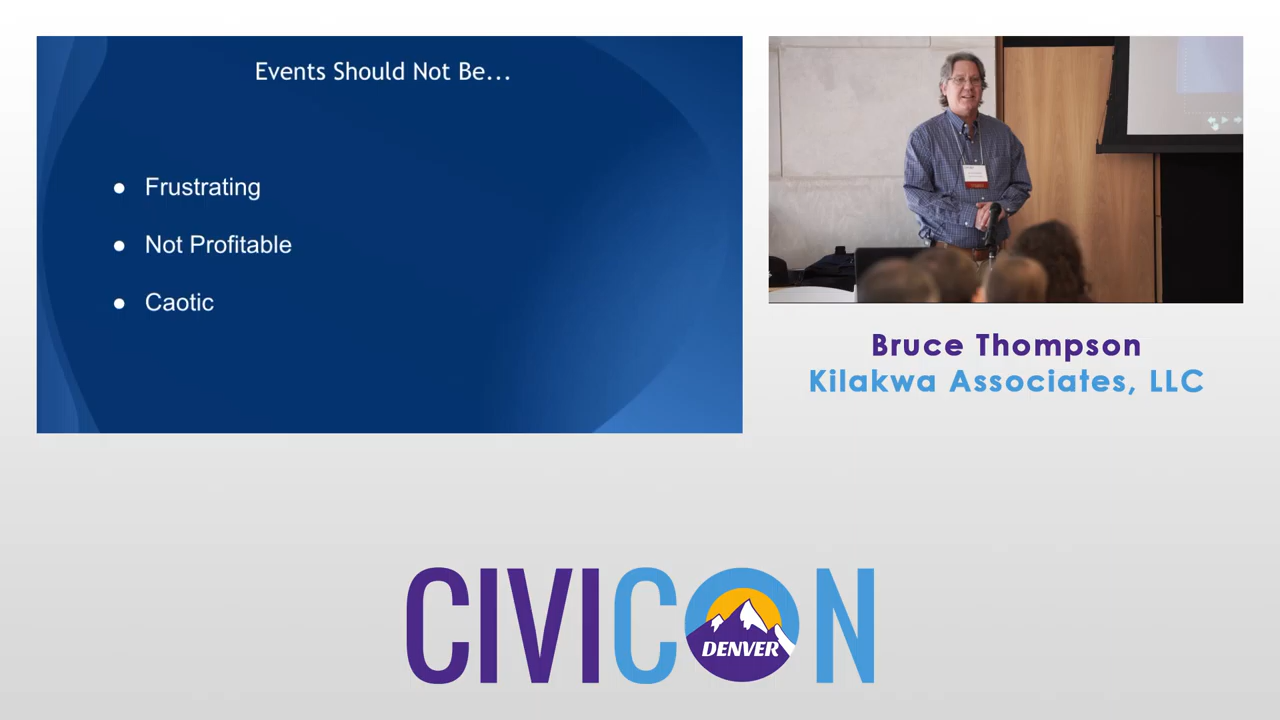 Events Should Not Be...
● Frustrating
● Not Profitable
● Caotic
Bruce Thompson
Kilakwa Associates, LLC
CIVICON
DENVER